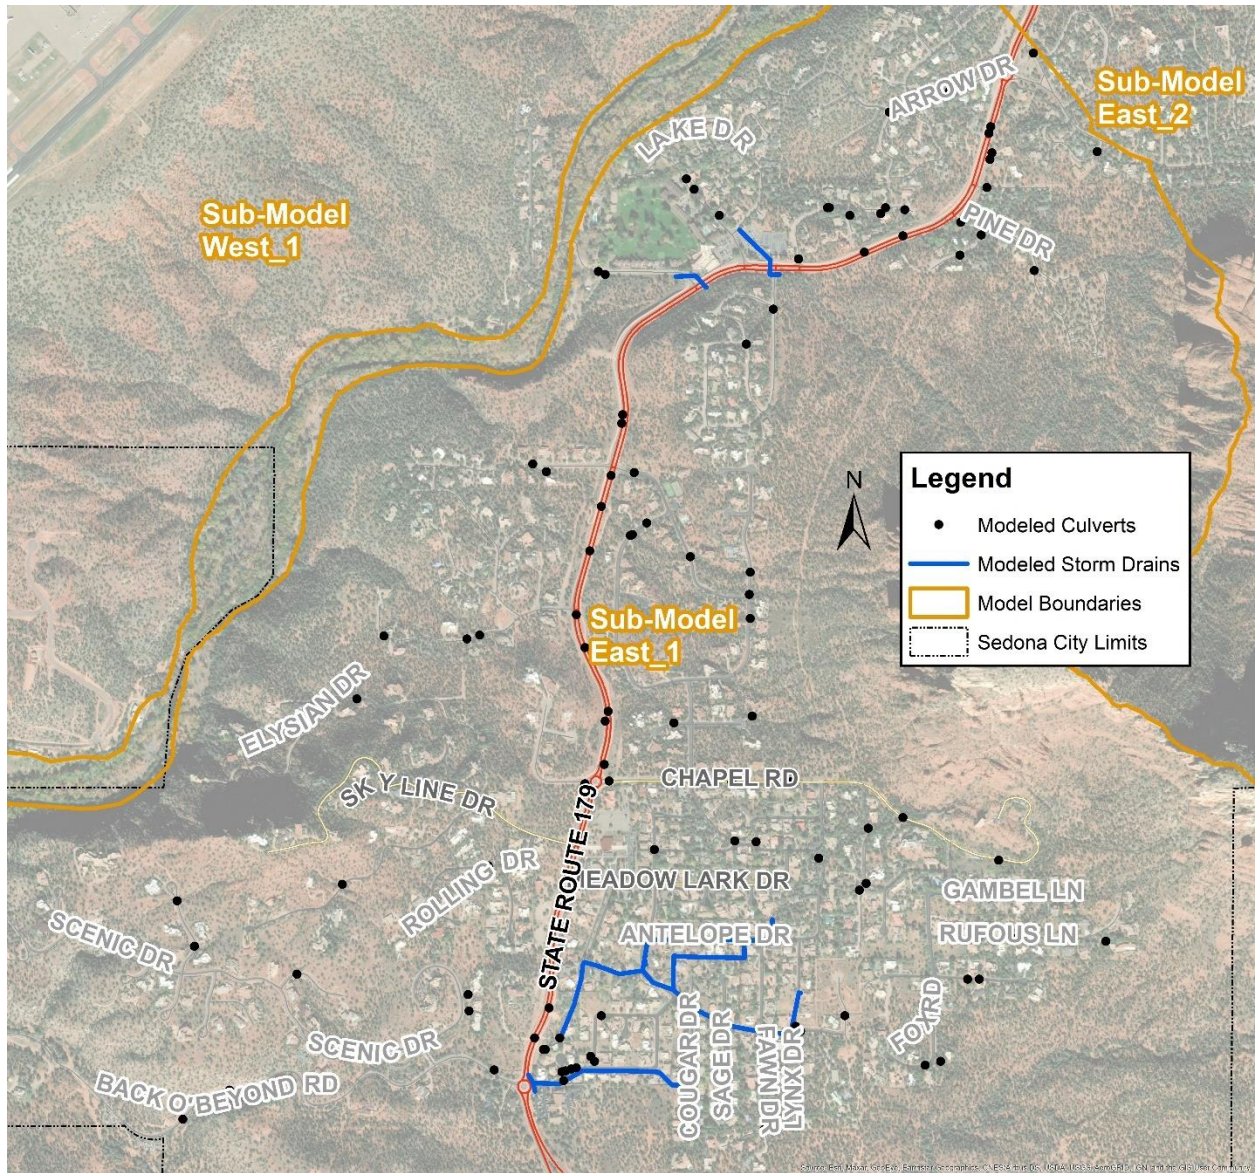 ARROW DR
Sub-Model
East_2
LAKE DR
Sub-Model
West_1
PINE DR
N
Legend
Modeled Culverts
Modeled Storm Drains
Model Boundaries
Sedona City Limits
Sub-Model
East_1
ELYSIAN DR
CHAPEL RD
SKYLINE DR
STATE ROUTE 179
ROLLING DR
MEADOW LARK DR
GAMBEL LN
SCENIC DR
ANTELOPE DR
RUFOUS LN
FOX RD
SCENIC DR
COUGAR DR
SAGE DR
FAWN DR
LYNX DR
BACK O'BEYOND RD